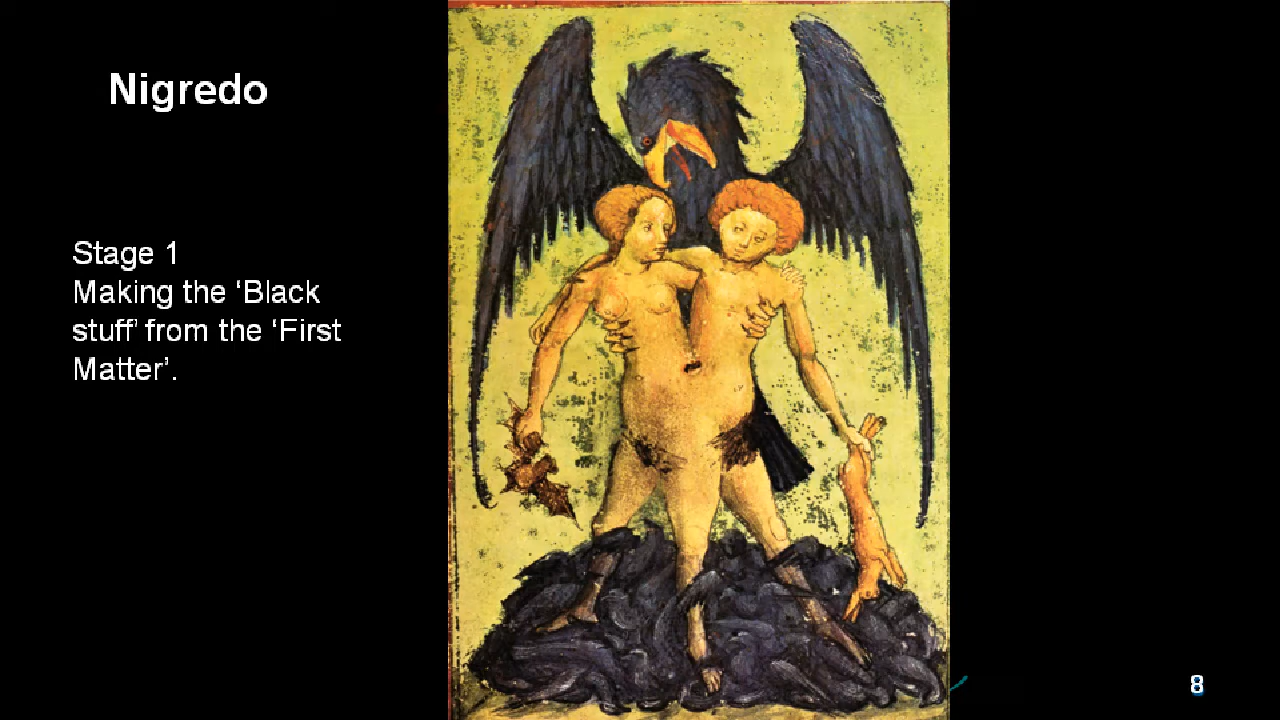 Nigredo
Stage 1
Making the ‘Black
stuff’ from the ‘First
Matter’.
8